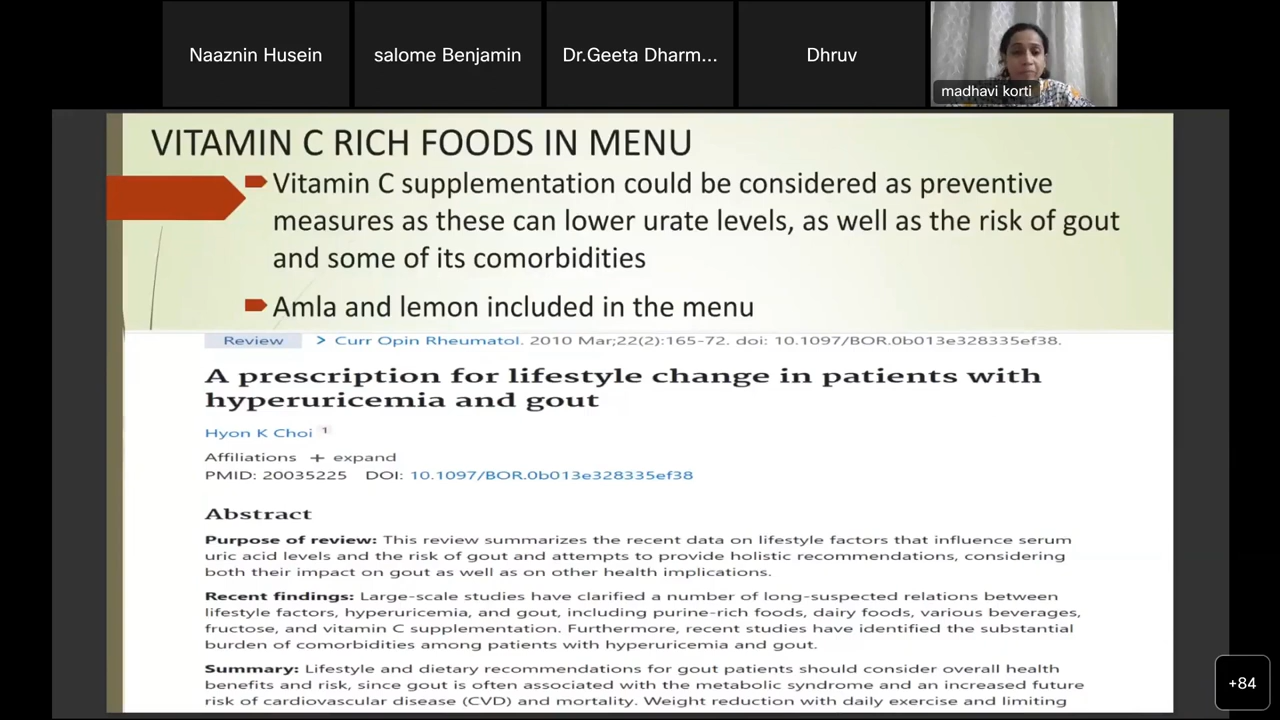 Naaznin Husein
salome Benjamin
Dr.Geeta Dharm...
Dhruv
madhavi korti
VITAMIN C RICH FOODS IN MENU
Vitamin C supplementation could be considered as preventive
measures as these can lower urate levels, as well as the risk of gout
and some of its comorbidities
Amla and lemon included in the menu
Review > Curr Opin Rheumatol. 2010 Mar;22(2):165-72. doi: 10.1097/BOR.0b013e328335ef38.
A prescription for lifestyle change in patients with
hyperuricemia and gout
Hyon K Choi 1
Affiliations + expand
PMID: 20035225 DOI: 10.1097/BOR.0b013e328335ef38
Abstract
Purpose of review: This review summarizes the recent data on lifestyle factors that influence serum
uric acid levels and the risk of gout and attempts to provide holistic recommendations, considering
both their impact on gout as well as on other health implications.
Recent findings: Large-scale studies have clarified a number of long-suspected relations between
lifestyle factors, hyperuricemia, and gout, including purine-rich foods, dairy foods, various beverages,
fructose, and vitamin C supplementation. Furthermore, recent studies have identified the substantial
burden of comorbidities among patients with hyperuricemia and gout.
Summary: Lifestyle and dietary recommendations for gout patients should consider overall health
benefits and risk, since gout is often associated with the metabolic syndrome and an increased future
risk of cardiovascular disease (CVD) and mortality. Weight reduction with daily exercise and limiting
+84